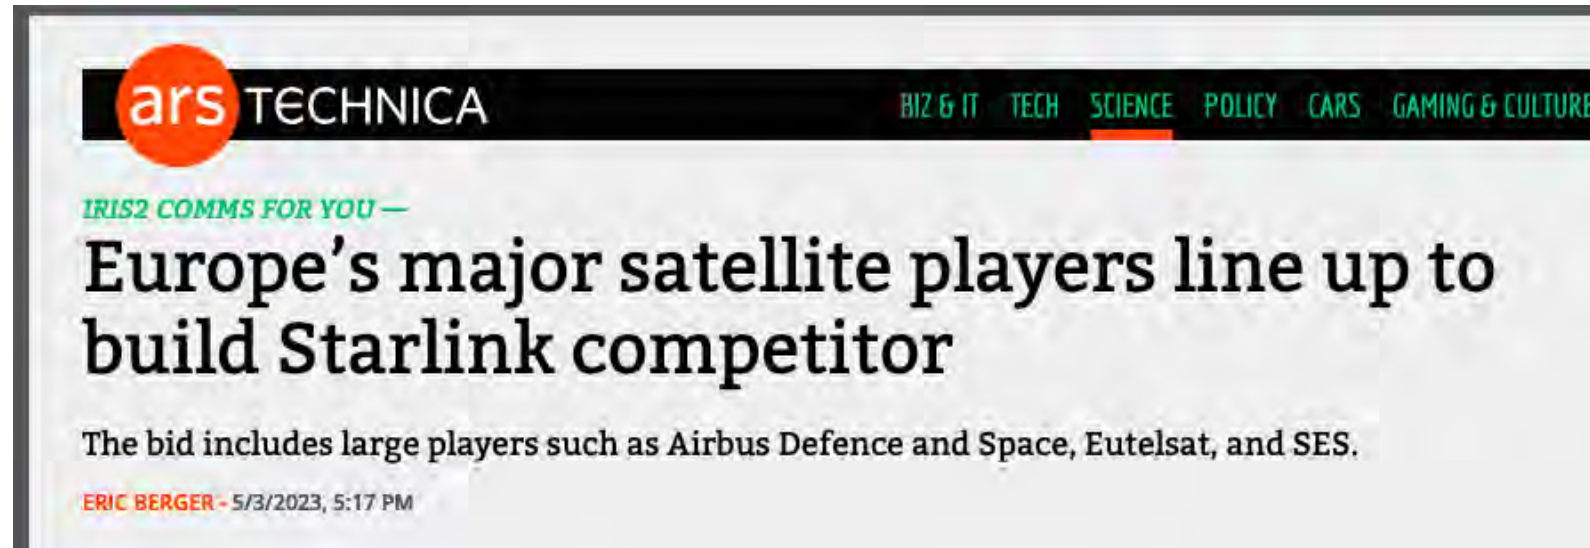 ars TECHNICA
BIZ & IT TECH SCIENCE POLICY CARS GAMING & CULTURE
IRIS2 COMMS FOR YOU —
Europe’s major satellite players line up to
build Starlink competitor
The bid includes large players such as Airbus Defence and Space, Eutelsat, and SES.
ERIC BERGER - 5/3/2023, 5:17 PM